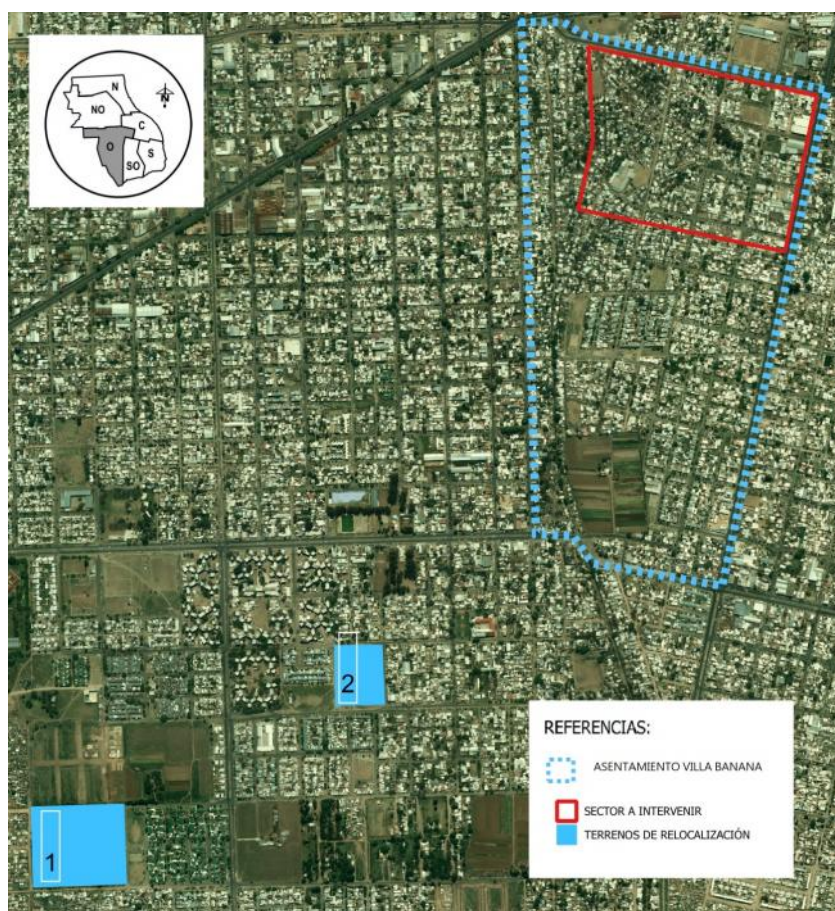 N
NO
N
C
O
S
SO
2
1
REFERENCIAS:
ASENTAMIENTO VILLA BANANA
SECTOR A INTERVENIR
TERRENOS DE RELOCALIZACIÓN